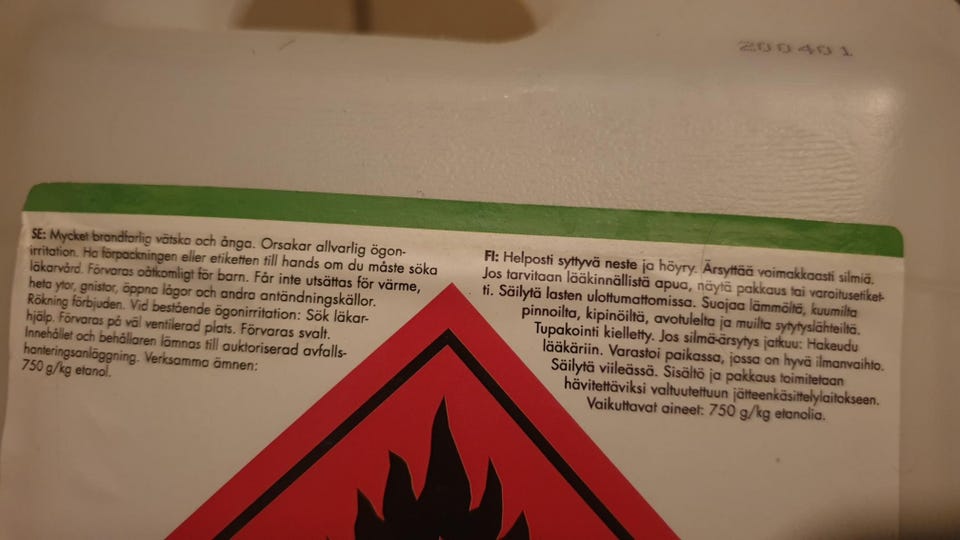 200401
SE: Mycket brandfarlig vätska och ånga. Orsakar allvarlig ögon-
irritation. Ha förpackningen eller etiketten till hands om du måste söka
läkarvård. Förvaras oåtkomligt för barn. Får inte utsättas för värme,
heta ytor, gnistor, öppna lågor och andra antändningskällor.
Rökning förbjuden. Vid bestående ögonirritation: Sök läkar-
hjälp. Förvaras på väl ventilerad plats. Förvaras svalt.
Innehållet och behållaren lämnas till auktoriserad avfalls-
hanteringsanläggning. Verksamma ämnen:
750 g/kg etanol.
FI: Helposti syttyvä neste ja höyry. Ärsyttää voimakkaasti silmiä.
Jos tarvitaan lääkinnällistä apua, näytä pakkaus tai varoitusetiket-
ti. Säilytä lasten ulottumattomissa. Suojaa lämmöltä, kuumilta
pinnoilta, kipinöiltä, avotulelta ja muilta sytytyslähteiltä.
Tupakointi kielletty. Jos silmä-ärsytys jatkuu: Hakeudu
lääkäriin. Varastoi paikassa, jossa on hyvä ilmanvaihto.
Säilytä viileässä. Sisältö ja pakkaus toimitetaan
hävitettäviksi valtuutettuun jätteenkäsittelylaitokseen.
Vaikuttavat aineet: 750 g/kg etanolia.